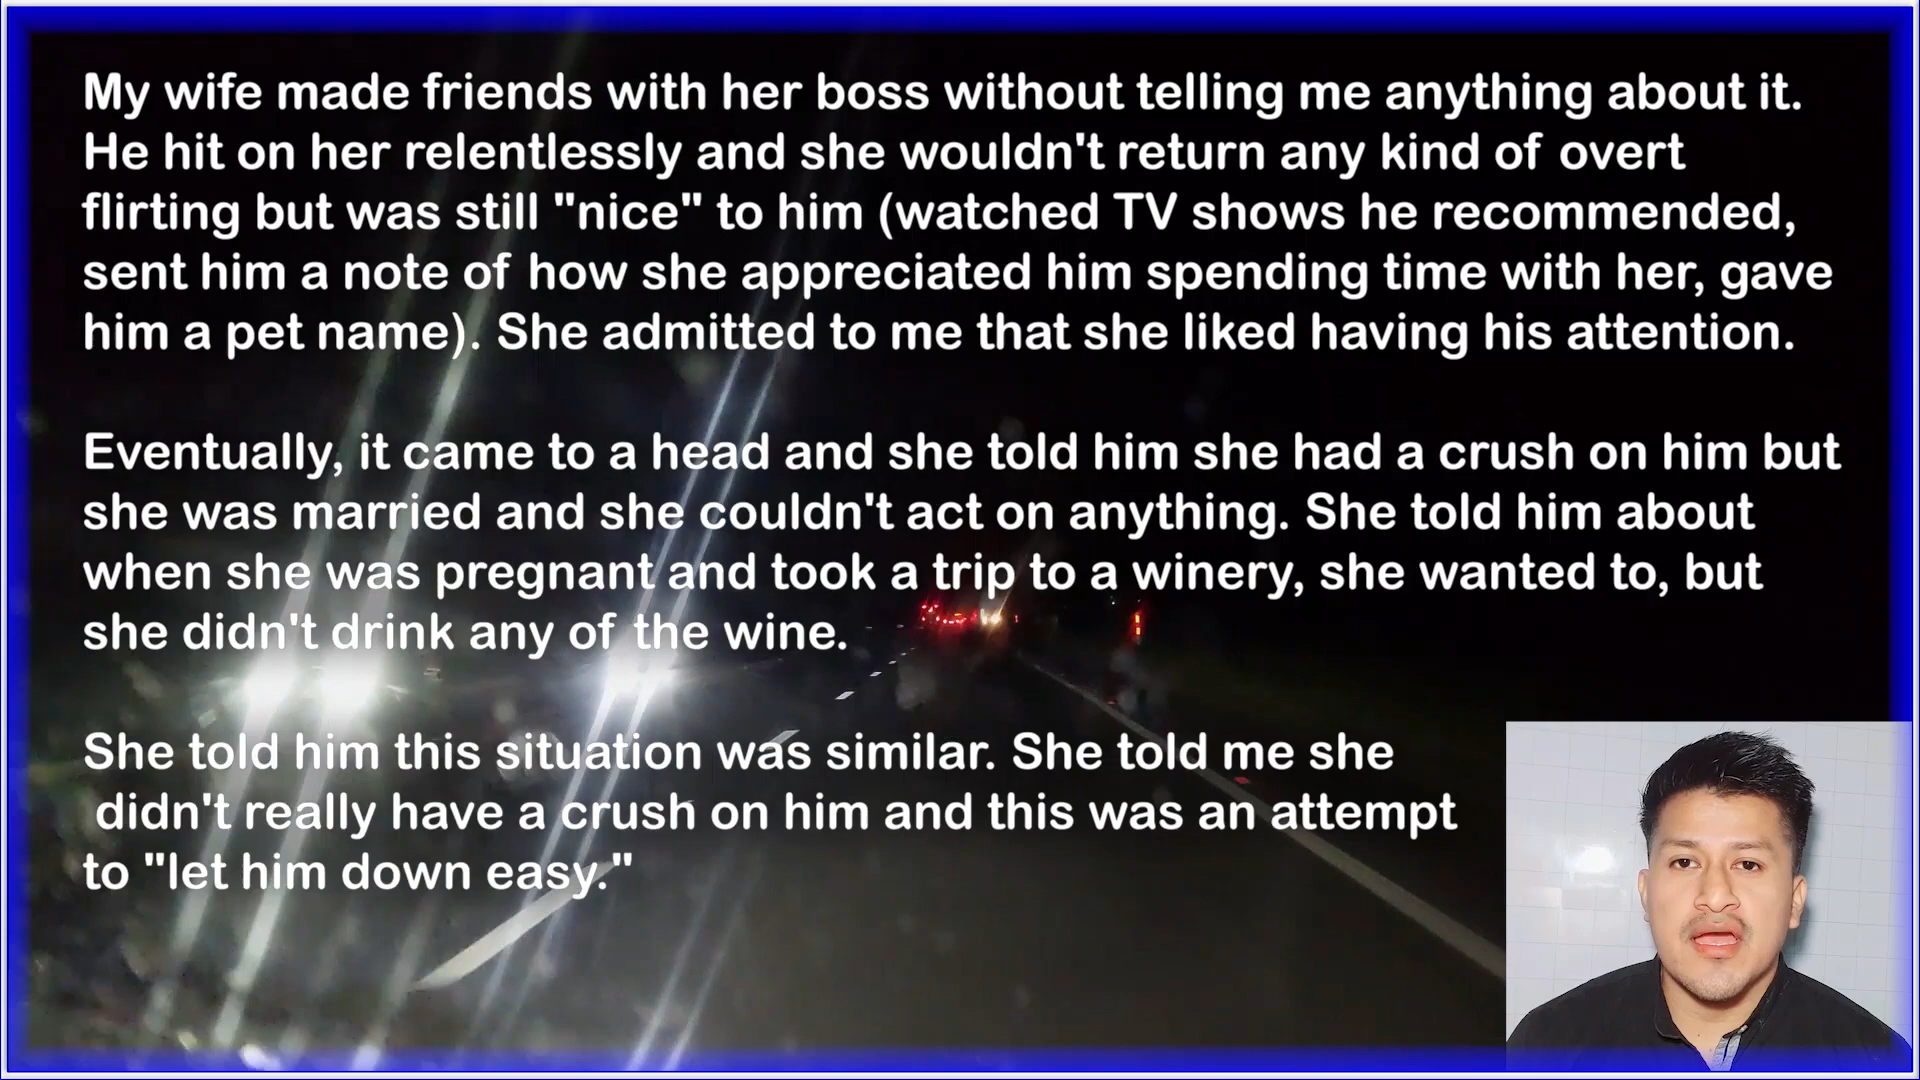 My wife made friends with her boss without telling me anything about it.
He hit on her relentlessly and she wouldn't return any kind of overt
flirting but was still "nice" to him (watched TV shows he recommended,
sent him a note of how she appreciated him spending time with her, gave
him a pet name). She admitted to me that she liked having his attention.
Eventually, it came to a head and she told him she had a crush on him but
she was married and she couldn't act on anything. She told him about
when she was pregnant and took a trip to a winery, she wanted to, but
she didn't drink any of the wine.
She told him this situation was similar. She told me she
didn't really have a crush on him and this was an attempt
to "let him down easy."